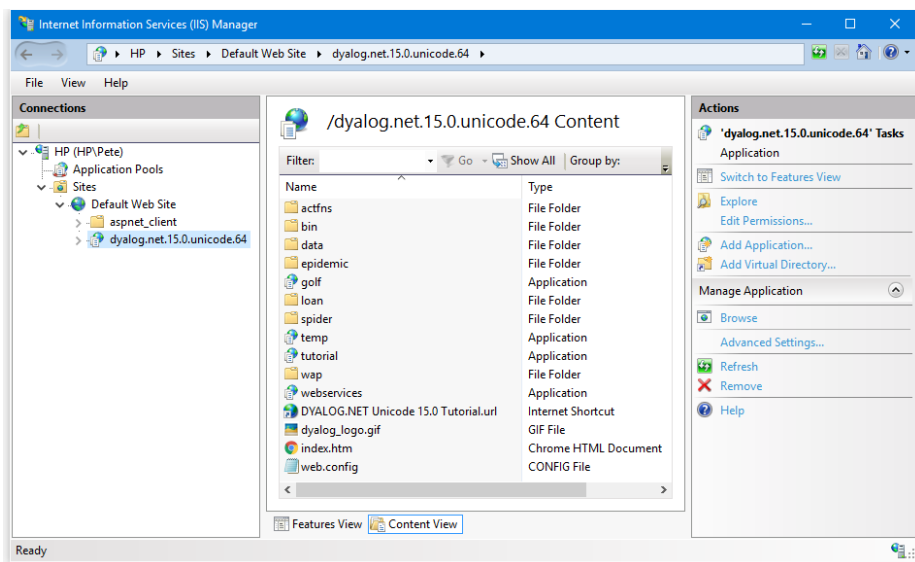 Internet Information Services (IIS) Manager
HP Sites Default Web Site dyalog.net.15.0.unicode.64
File View Help
Connections
HP (HP\Pete)
Application Pools
Sites
Default Web Site
aspnet_client
dyalog.net.15.0.unicode.64
/dyalog.net.15.0.unicode.64 Content
Filter: Go Show All Group by:
Name Type
actfns File Folder
bin File Folder
data File Folder
epidemic File Folder
golf Application
loan File Folder
spider File Folder
temp Application
tutorial Application
wap File Folder
webservices Application
DYALOG.NET Unicode 15.0 Tutorial.url Internet Shortcut
dyalog_logo.gif GIF File
index.htm Chrome HTML Document
web.config CONFIG File
Features View Content View
Actions
'dyalog.net.15.0.unicode.64' Tasks
Application
Switch to Features View
Explore
Edit Permissions...
Add Application...
Add Virtual Directory...
Manage Application
Browse
Advanced Settings...
Refresh
Remove
Help
Ready